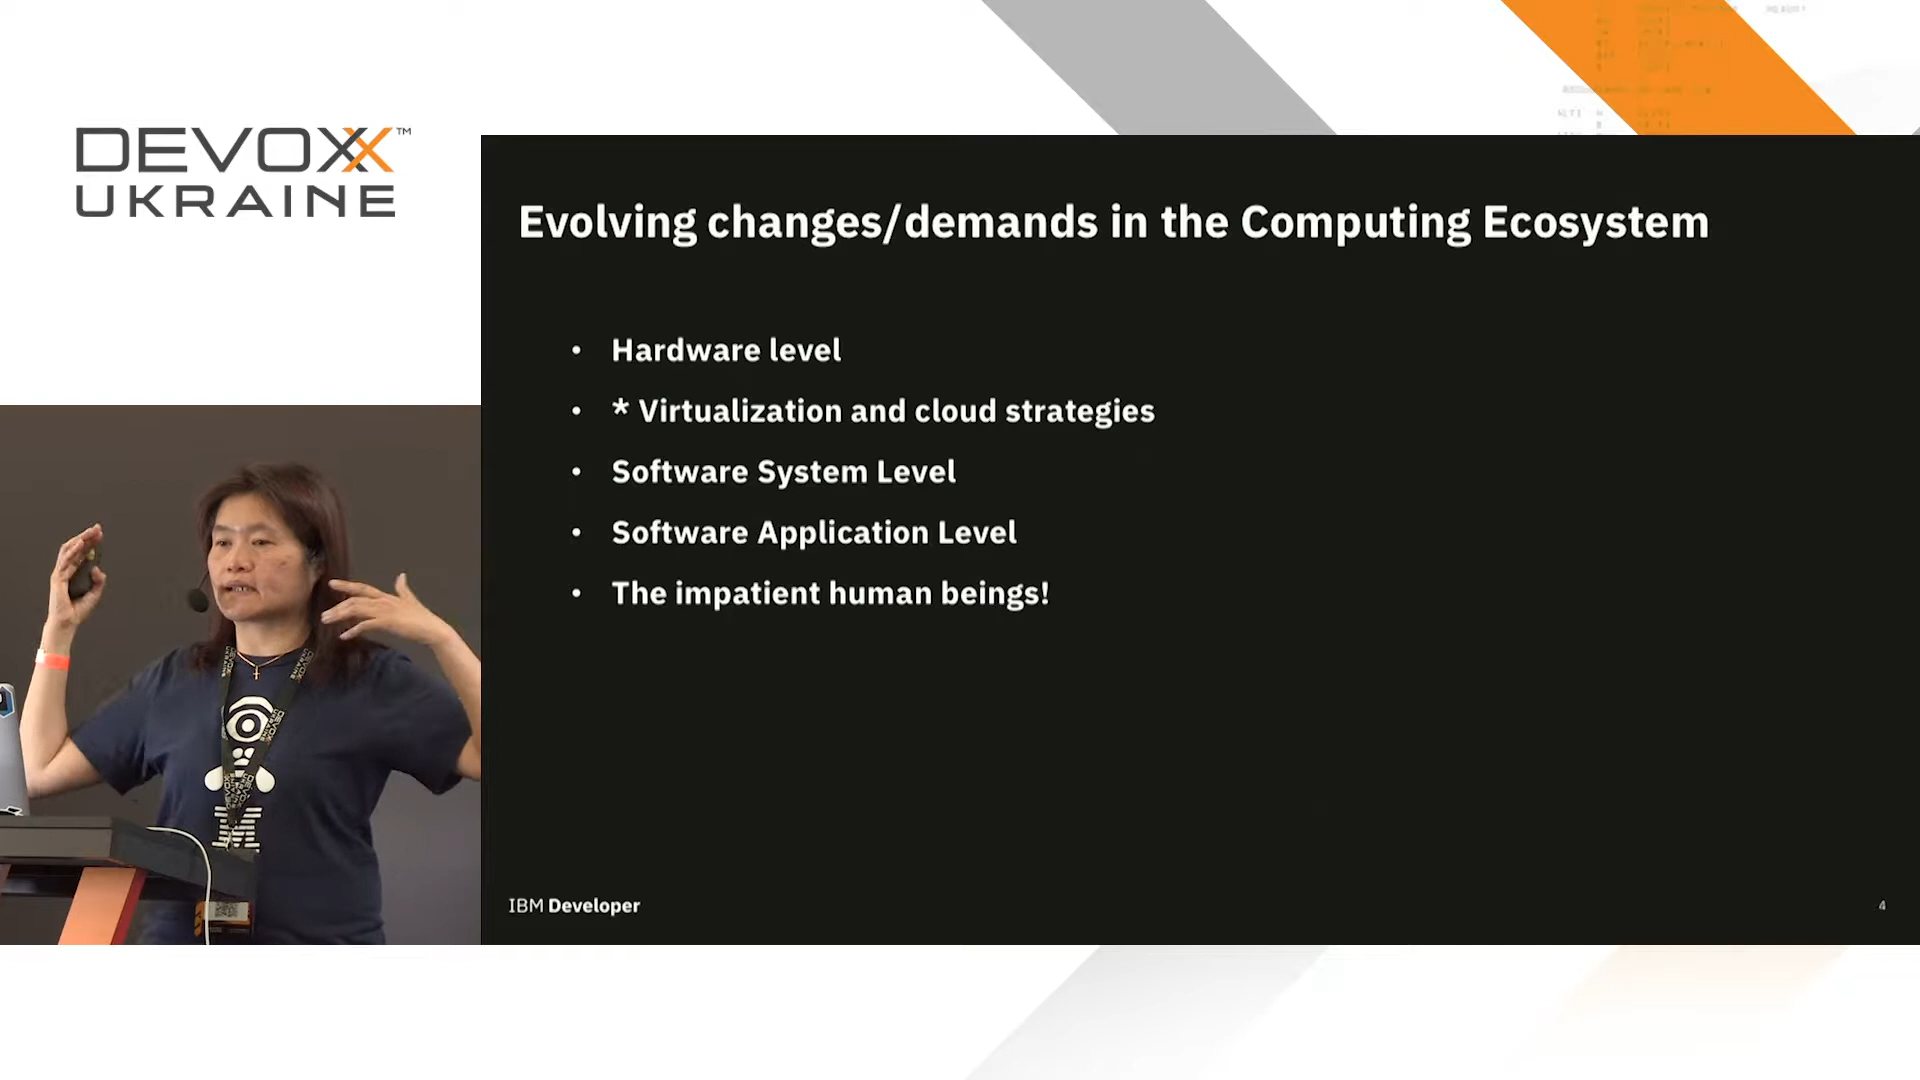 DEVOXX™
UKRAINE
Evolving changes/demands in the Computing Ecosystem
• Hardware level
• * Virtualization and cloud strategies
• Software System Level
• Software Application Level
• The impatient human beings!
IBM Developer
4